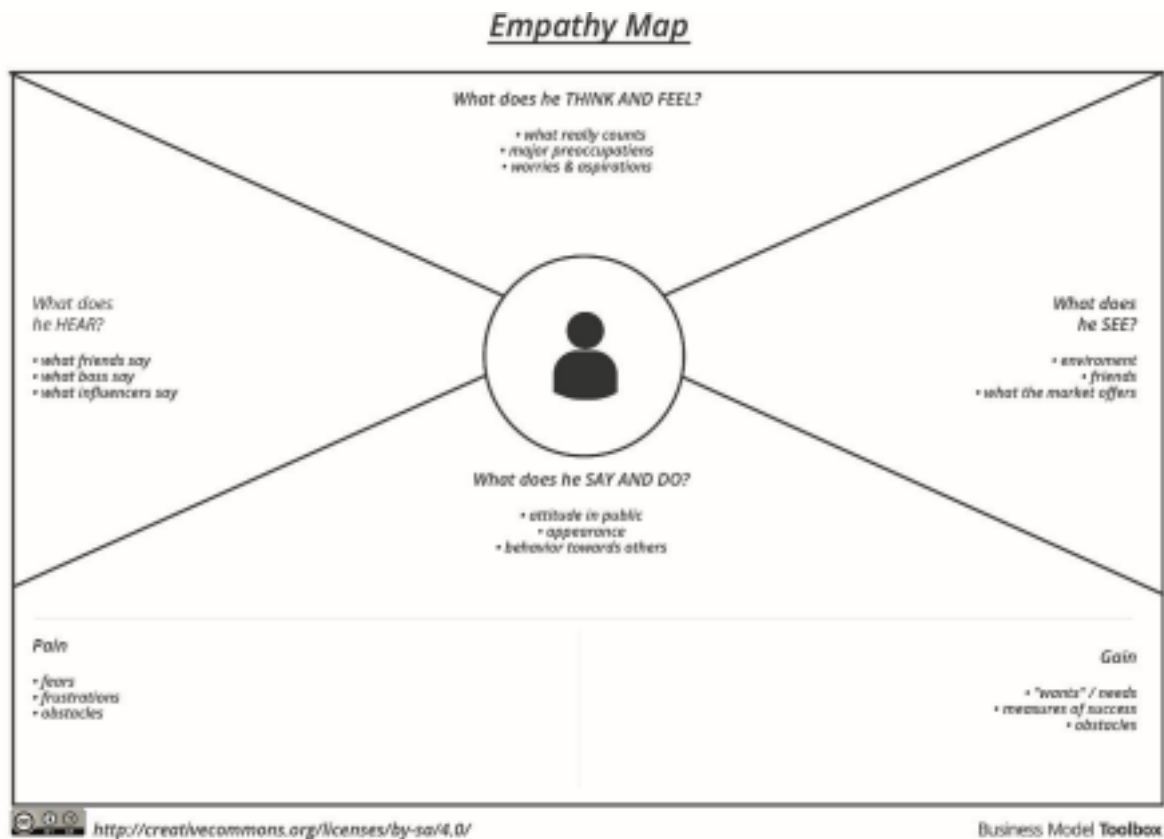 Empathy Map
What does he THINK AND FEEL?
• what really counts
• major preoccupations
• worries & aspirations
What does
he HEAR?
• what friends say
• what boss say
• what influencers say
What does
he SEE?
• enviroment
• friends
• what the market offers
What does he SAY AND DO?
• attitude in public
• appearance
• behavior towards others
Pain
• fears
• frustrations
• obstacles
Gain
• "wants" / needs
• measures of success
• obstacles
http://creativecommons.org/licenses/by-sa/4.0/
Business Model Toolbox